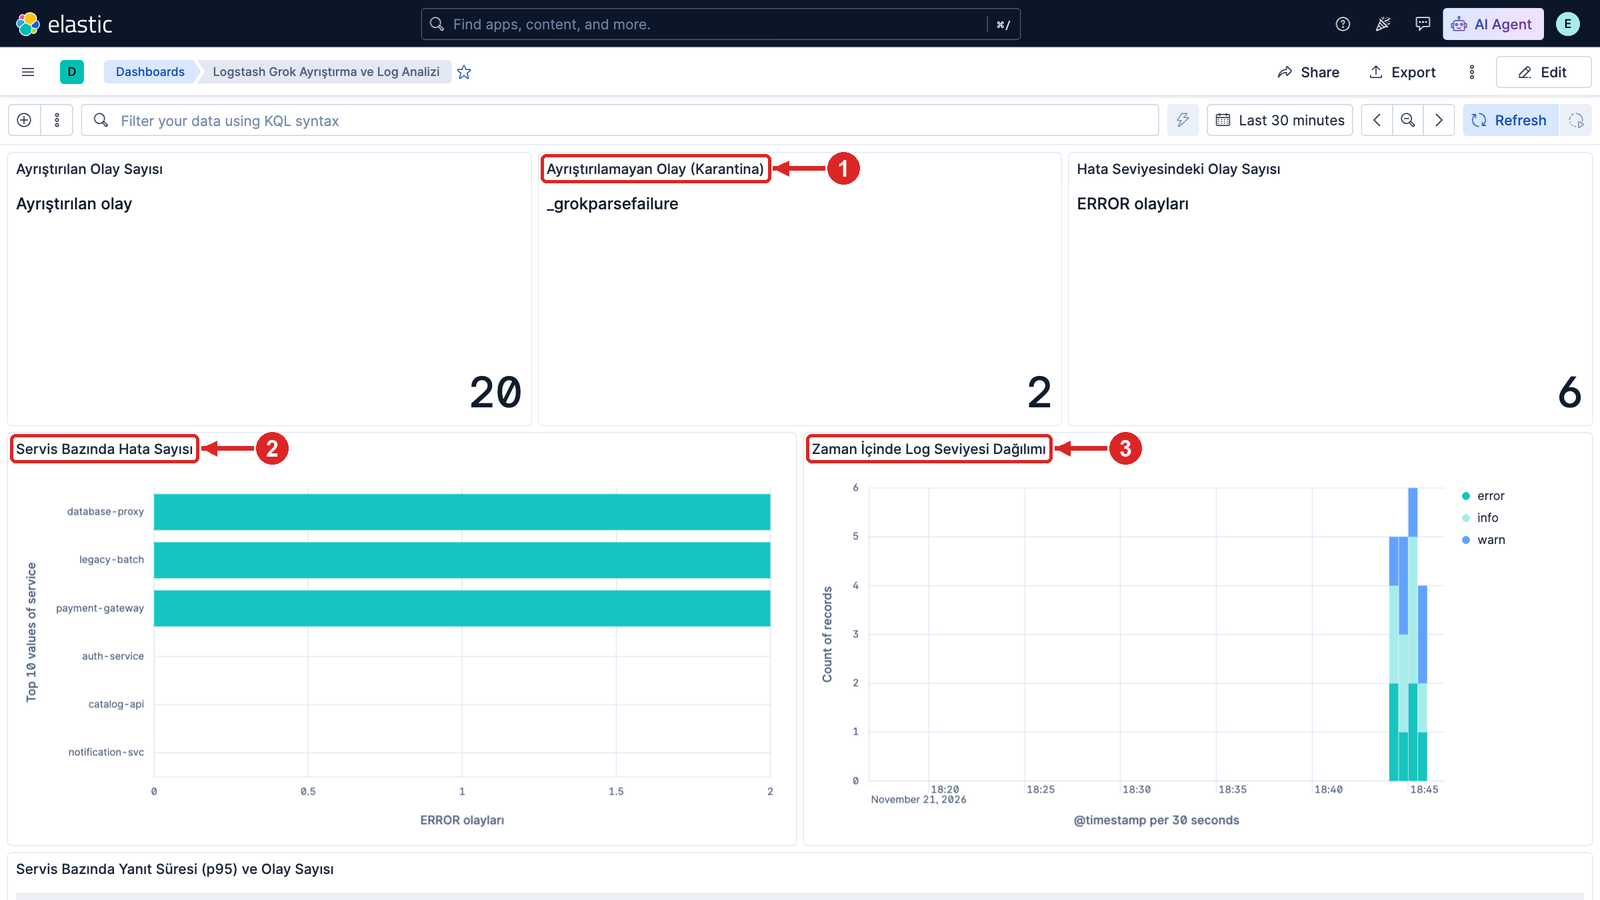 elastic
Find apps, content, and more.
⌘/
AI Agent
E
D
Dashboards
Logstash Grok Ayrıştırma ve Log Analizi
Share
Export
Edit
Filter your data using KQL syntax
Last 30 minutes
Refresh
Ayrıştırılan Olay Sayısı
Ayrıştırılan olay
20
Ayrıştırılamayan Olay (Karantina)
1
_grokparsefailure
2
Hata Seviyesindeki Olay Sayısı
ERROR olayları
6
Servis Bazında Hata Sayısı
2
Top 10 values of service
database-proxy
legacy-batch
payment-gateway
auth-service
catalog-api
notification-svc
0
0.5
1
1.5
2
ERROR olayları
Zaman İçinde Log Seviyesi Dağılımı
3
Count of records
6
5
4
3
2
1
0
18:20
18:25
18:30
18:35
18:40
18:45
November 21, 2026
@timestamp per 30 seconds
error
info
warn
Servis Bazında Yanıt Süresi (p95) ve Olay Sayısı